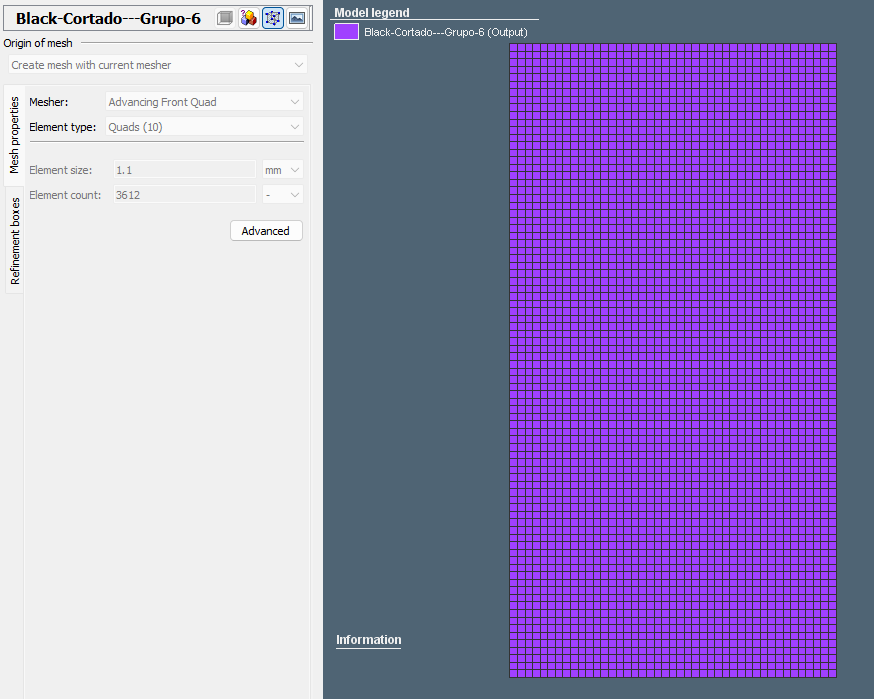 Black-Cortado---Grupo-6
Origin of mesh
Create mesh with current mesher
Mesh properties
Refinement boxes
Mesher: Advancing Front Quad
Element type: Quads (10)
Element size: 1.1 mm
Element count: 3612 -
Advanced
Model legend
Black-Cortado---Grupo-6 (Output)
Information